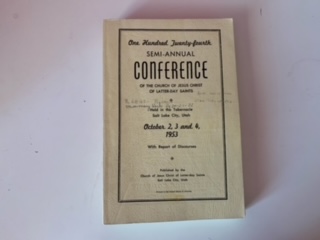 One Hundred Twenty-fourth
SEMI-ANNUAL
CONFERENCE
OF THE CHURCH OF JESUS CHRIST
OF LATTER-DAY SAINTS
Held in the Tabernacle
Salt Lake City, Utah
October 2, 3 and 4,
1953
With Report of Discourses
Published by the
Church of Jesus Christ of Latter-day Saints
Salt Lake City, Utah